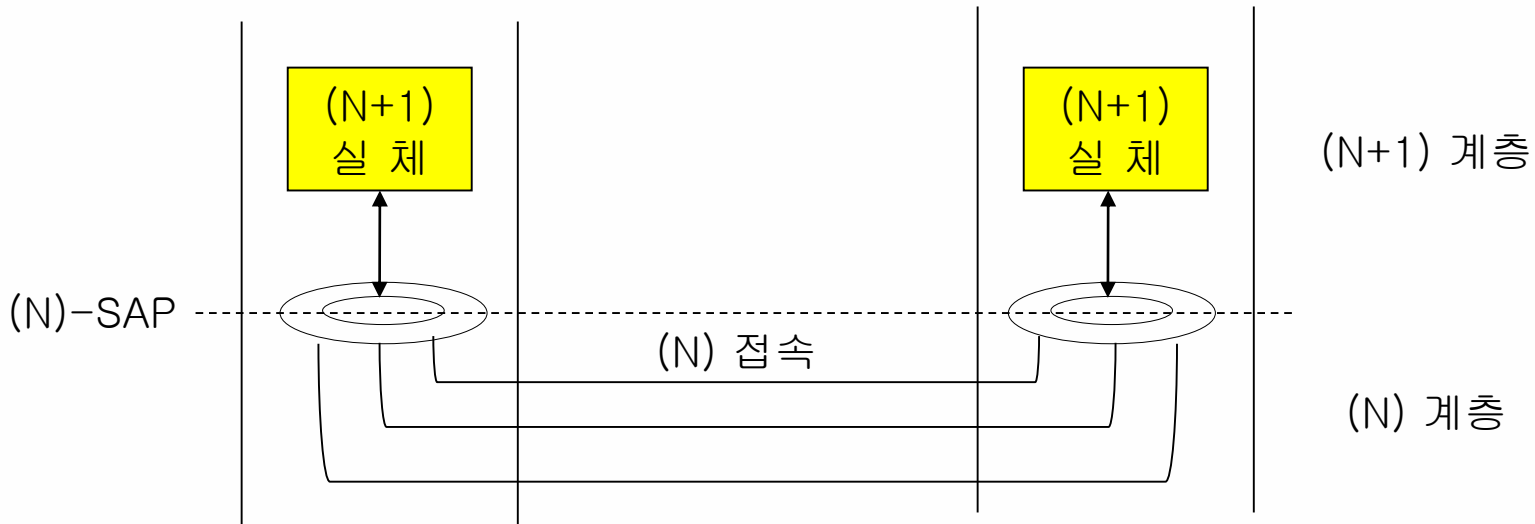 (N+1)
실 체
(N+1)
실 체
(N+1) 계층
(N)-SAP
(N) 접속
(N) 계층